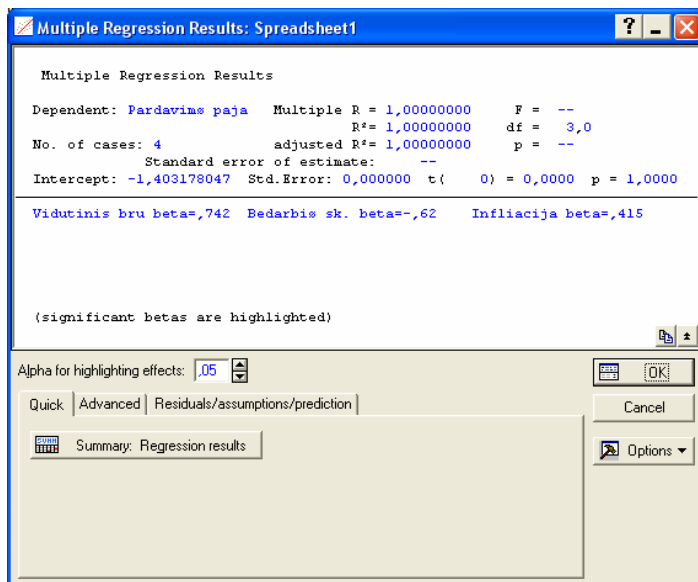 Multiple Regression Results: Spreadsheet1
Multiple Regression Results
Dependent: Pardavimø paja Multiple R = 1,00000000 F = --
R²= 1,00000000 df = 3,0
No. of cases: 4 adjusted R²= 1,00000000 p = --
Standard error of estimate: --
Intercept: -1,403178047 Std.Error: 0,000000 t( 0) = 0,0000 p = 1,0000
Vidutinis bru beta=,742 Bedarbiø sk. beta=-,62 Infliacija beta=,415
(significant betas are highlighted)
Alpha for highlighting effects: ,05
OK
Quick Advanced Residuals/assumptions/prediction
Cancel
Summary: Regression results
Options